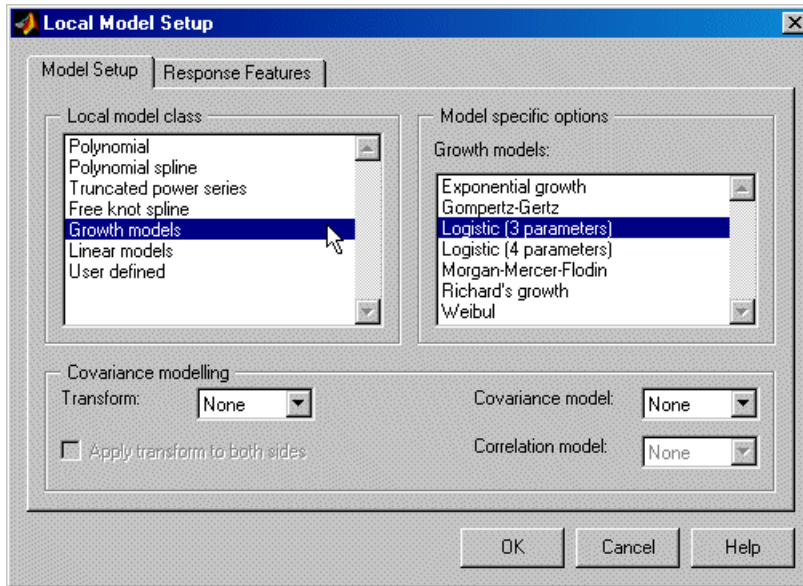 Local Model Setup
Model Setup
Response Features
Local model class
Polynomial
Polynomial spline
Truncated power series
Free knot spline
Growth models
Linear models
User defined
Model specific options
Growth models:
Exponential growth
Gompertz-Gertz
Logistic (3 parameters)
Logistic (4 parameters)
Morgan-Mercer-Flodin
Richard's growth
Weibul
Covariance modelling
Transform:
None
Covariance model:
None
Apply transform to both sides
Correlation model:
None
OK
Cancel
Help